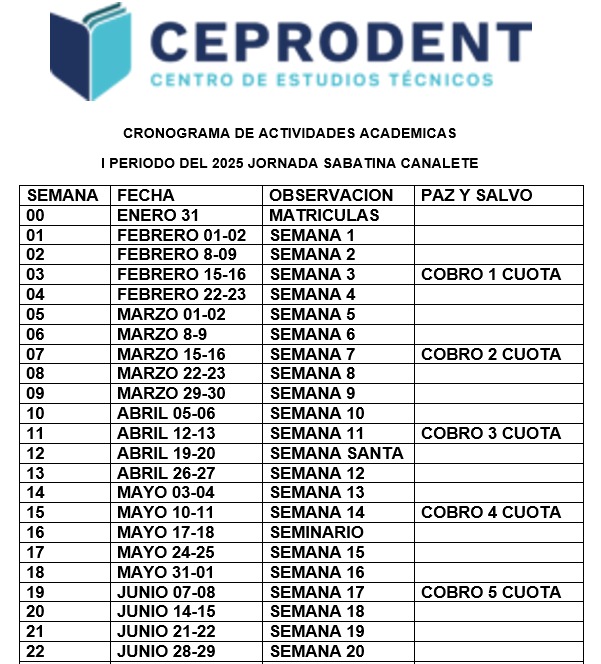 CEPRODENT
CENTRO DE ESTUDIOS TÉCNICOS
CRONOGRAMA DE ACTIVIDADES ACADEMICAS
I PERIODO DEL 2025 JORNADA SABATINA CANALETE
SEMANA FECHA OBSERVACION PAZ Y SALVO
00 ENERO 31 MATRICULAS
01 FEBRERO 01-02 SEMANA 1
02 FEBRERO 8-09 SEMANA 2
03 FEBRERO 15-16 SEMANA 3 COBRO 1 CUOTA
04 FEBRERO 22-23 SEMANA 4
05 MARZO 01-02 SEMANA 5
06 MARZO 8-9 SEMANA 6
07 MARZO 15-16 SEMANA 7 COBRO 2 CUOTA
08 MARZO 22-23 SEMANA 8
09 MARZO 29-30 SEMANA 9
10 ABRIL 05-06 SEMANA 10
11 ABRIL 12-13 SEMANA 11 COBRO 3 CUOTA
12 ABRIL 19-20 SEMANA SANTA
13 ABRIL 26-27 SEMANA 12
14 MAYO 03-04 SEMANA 13
15 MAYO 10-11 SEMANA 14 COBRO 4 CUOTA
16 MAYO 17-18 SEMINARIO
17 MAYO 24-25 SEMANA 15
18 MAYO 31-01 SEMANA 16
19 JUNIO 07-08 SEMANA 17 COBRO 5 CUOTA
20 JUNIO 14-15 SEMANA 18
21 JUNIO 21-22 SEMANA 19
22 JUNIO 28-29 SEMANA 20